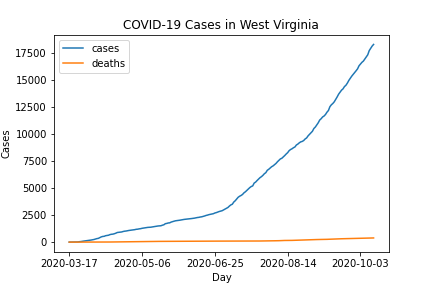 COVID-19 Cases in West Virginia
cases
deaths
17500
15000
12500
10000
7500
5000
2500
0
Cases
2020-03-17 2020-05-06 2020-06-25 2020-08-14 2020-10-03
Day